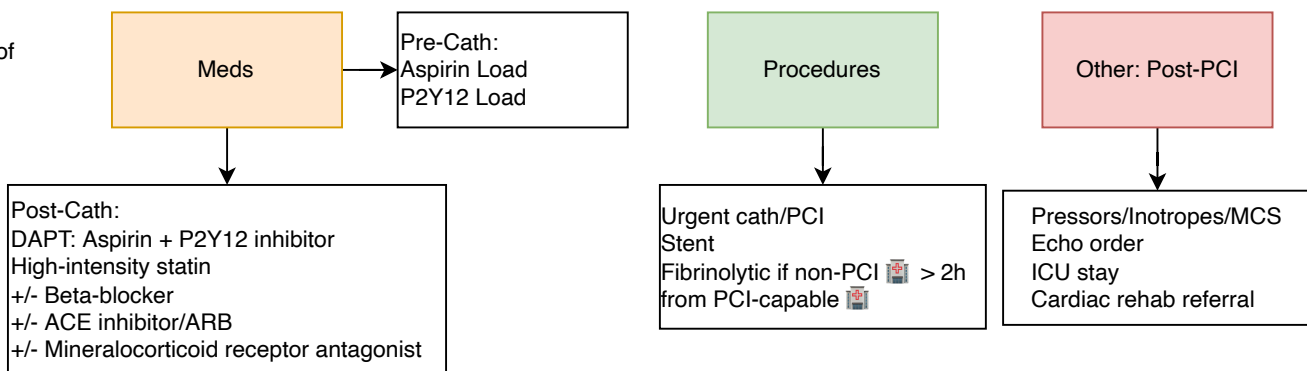 of
Meds
Pre-Cath:
Aspirin Load
P2Y12 Load
Procedures
Other: Post-PCI
Post-Cath:
DAPT: Aspirin + P2Y12 inhibitor
High-intensity statin
+/- Beta-blocker
+/- ACE inhibitor/ARB
+/- Mineralocorticoid receptor antagonist
Urgent cath/PCI
Stent
Fibrinolytic if non-PCI 🏥 > 2h
from PCI-capable 🏥
Pressors/Inotropes/MCS
Echo order
ICU stay
Cardiac rehab referral